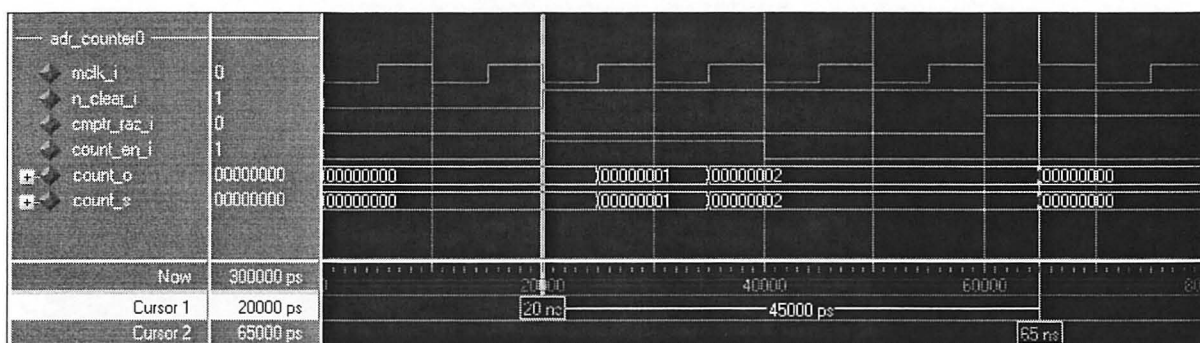 adr_counter0
mclk_i 0
n_clear_i 1
cmptr_raz_i 0
count_en_i 1
count_o 00000000 00000000 00000001 00000002 00000000
count_s 00000000 00000000 00000001 00000002 00000000
Now 300000 ps 20000 40000 60000
Cursor 1 20000 ps 20 ns 45000 ps
Cursor 2 65000 ps 65 ns